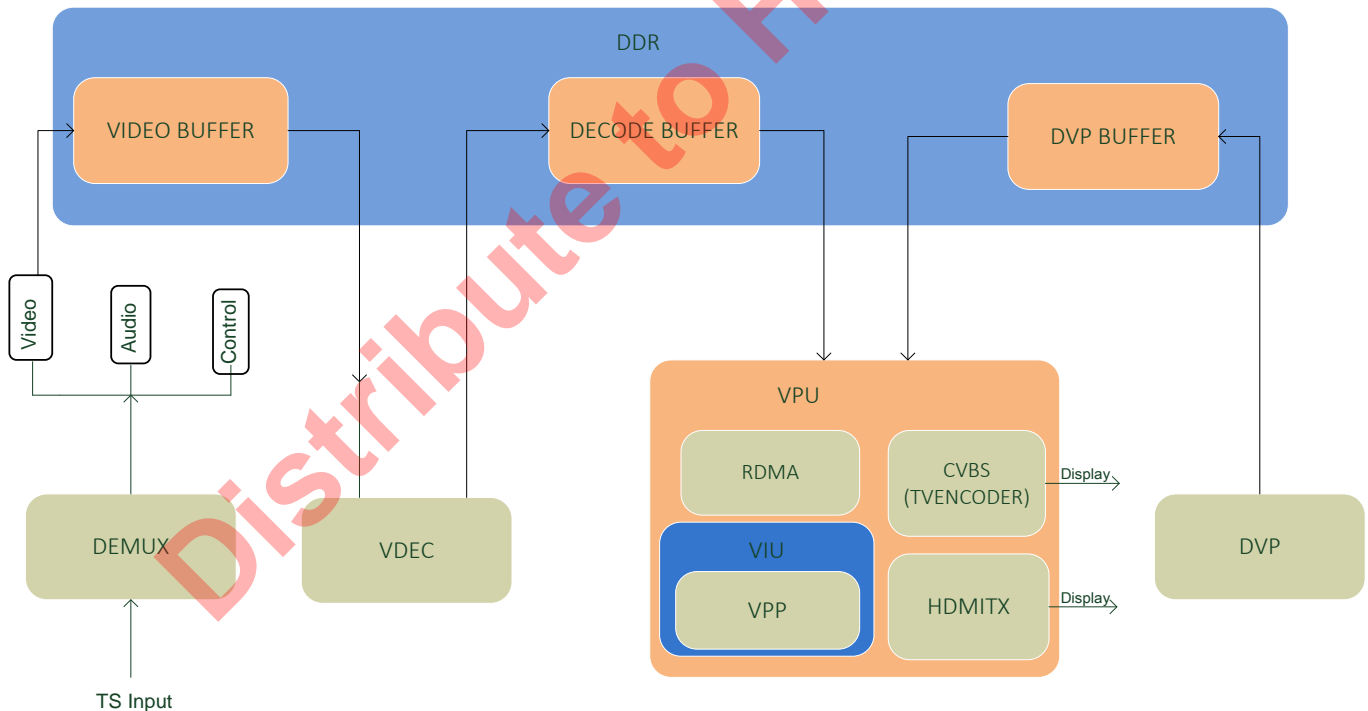 DDR
VIDEO BUFFER
DECODE BUFFER
DVP BUFFER
Video
Audio
Control
VPU
RDMA
CVBS
(TVENCODER)
Display
VIU
VPP
HDMITX
Display
DEMUX
VDEC
DVP
TS Input
Distribute to H